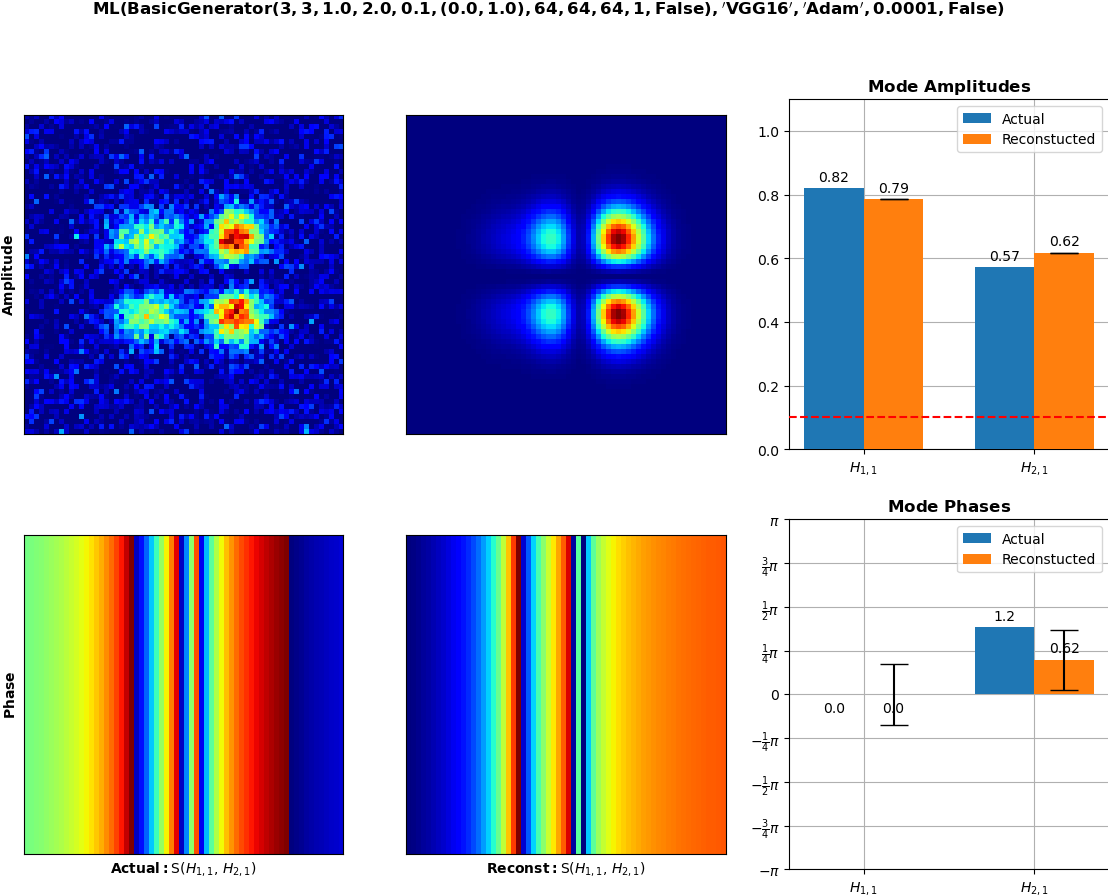 ML(BasicGenerator(3, 3, 1.0, 2.0, 0.1, (0.0, 1.0), 64, 64, 64, 1, False), ′VGG16′, ′Adam′, 0.0001, False)
Amplitude
Mode Amplitudes
Actual
Reconstucted
1.0
0.8
0.6
0.4
0.2
0.0
0.82
0.79
0.57
0.62
H1, 1
H2, 1
Phase
Actual: S(H1, 1, H2, 1)
Reconst: S(H1, 1, H2, 1)
Mode Phases
Actual
Reconstucted
π
3/4π
1/2π
1/4π
0
−1/4π
−1/2π
−3/4π
−π
0.0
0.0
1.2
0.62
H1, 1
H2, 1